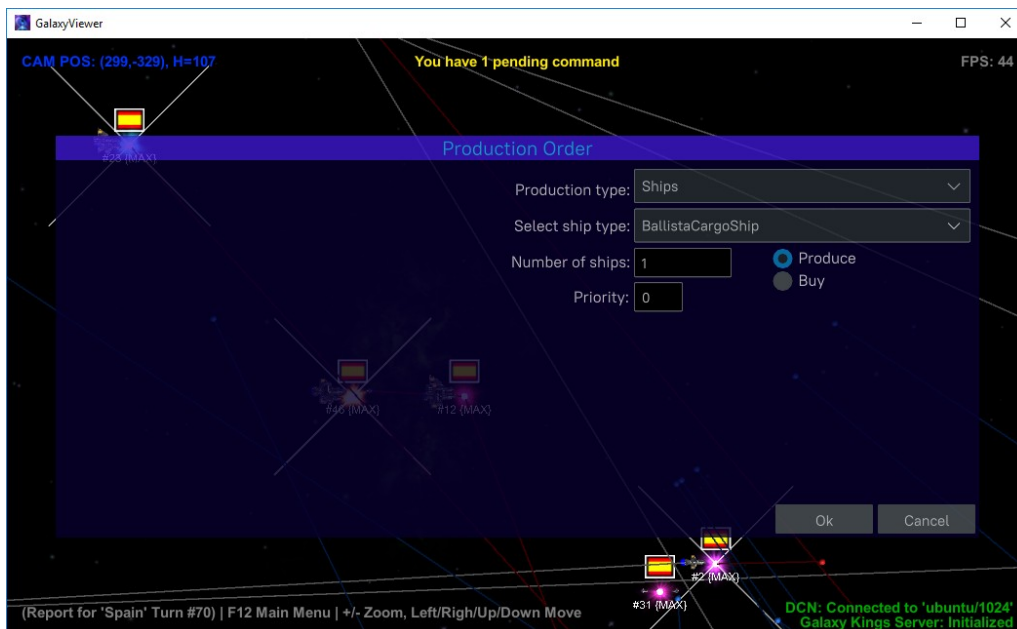 GalaxyViewer
CAM POS: (299,-329), H=107
You have 1 pending command
FPS: 44
#23 {MAX}
Production Order
Production type: Ships
Select ship type: BallistaCargoShip
Number of ships: 1
Produce
Buy
Priority: 0
#46 {MAX}
#12 {MAX}
Ok
Cancel
#2 {MAX}
#31 {MAX}
(Report for 'Spain' Turn #70) | F12 Main Menu | +/- Zoom, Left/Righ/Up/Down Move
DCN: Connected to 'ubuntu/1024'
Galaxy Kings Server: Initialized